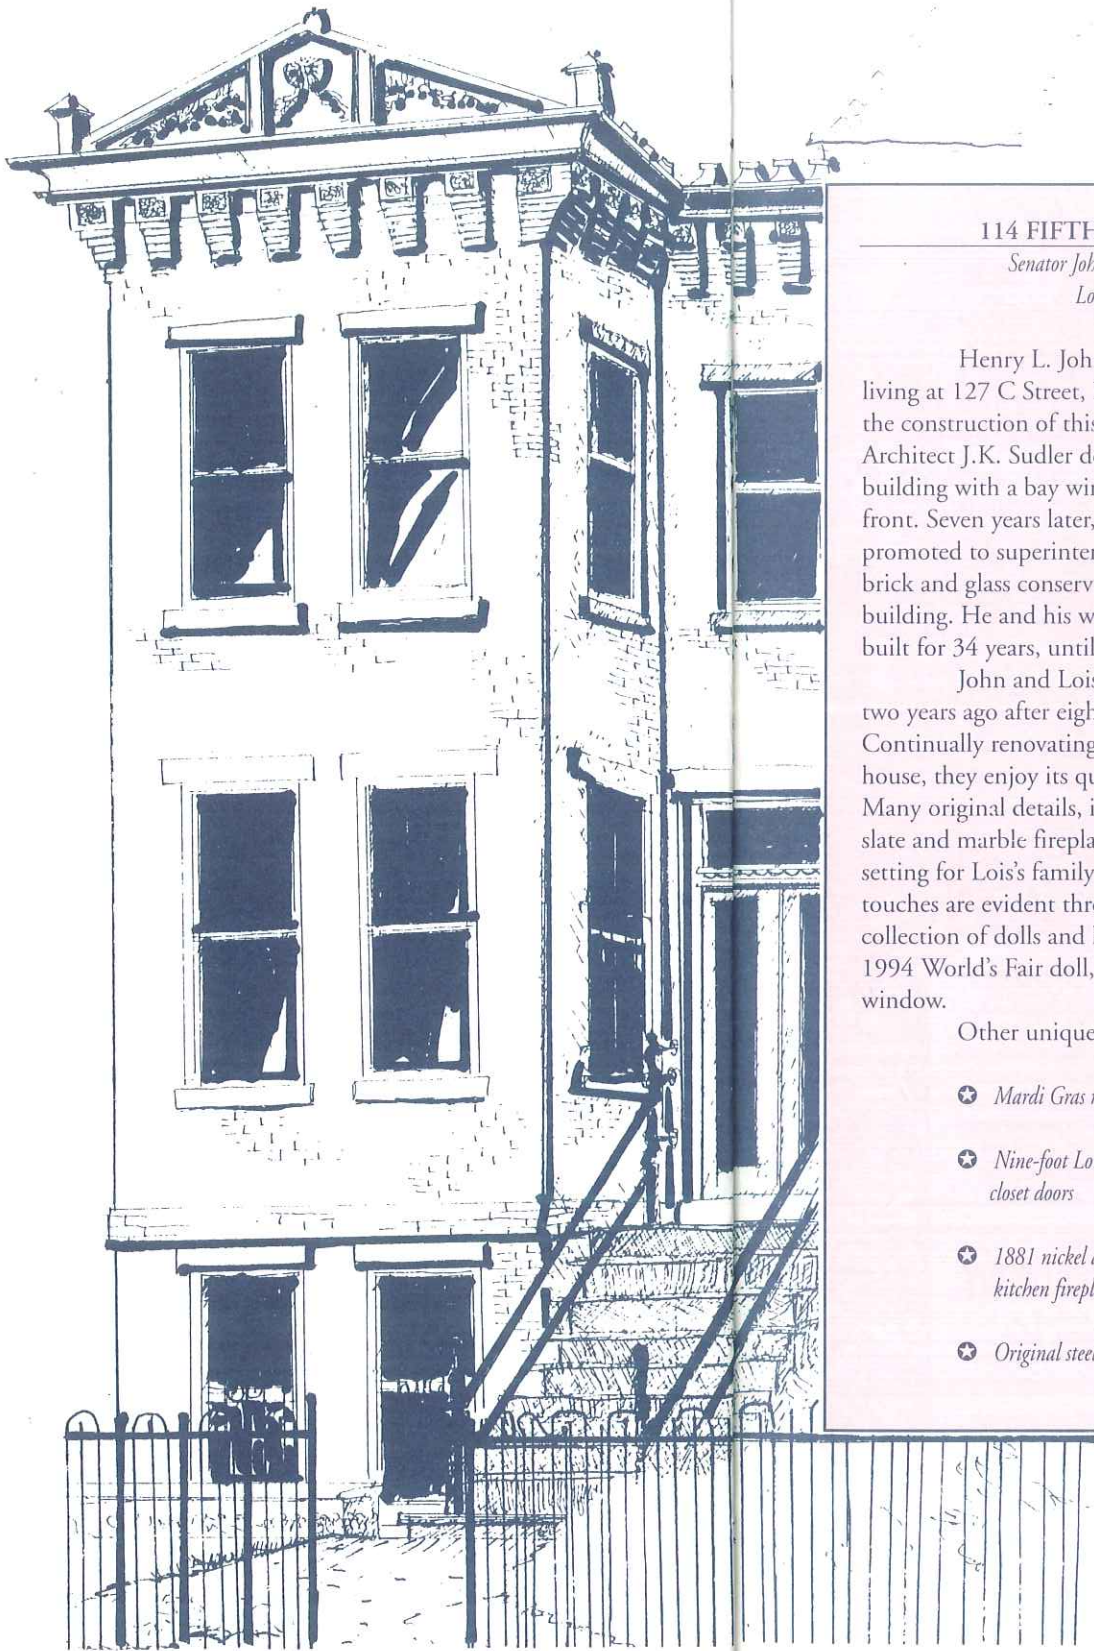 114 FIFTH
Senator Joh
Lo
Henry L. Joh
living at 127 C Street,
the construction of this
Architect J.K. Sudler de
building with a bay win
front. Seven years later,
promoted to superinter
brick and glass conserv
building. He and his w
built for 34 years, until
John and Lois
two years ago after eigh
Continually renovating
house, they enjoy its qu
Many original details, i
slate and marble firepla
setting for Lois's family
touches are evident thro
collection of dolls and
1994 World's Fair doll,
window.
Other unique
✪ Mardi Gras
✪ Nine-foot Lo
closet doors
✪ 1881 nickel
kitchen firepl
✪ Original steel